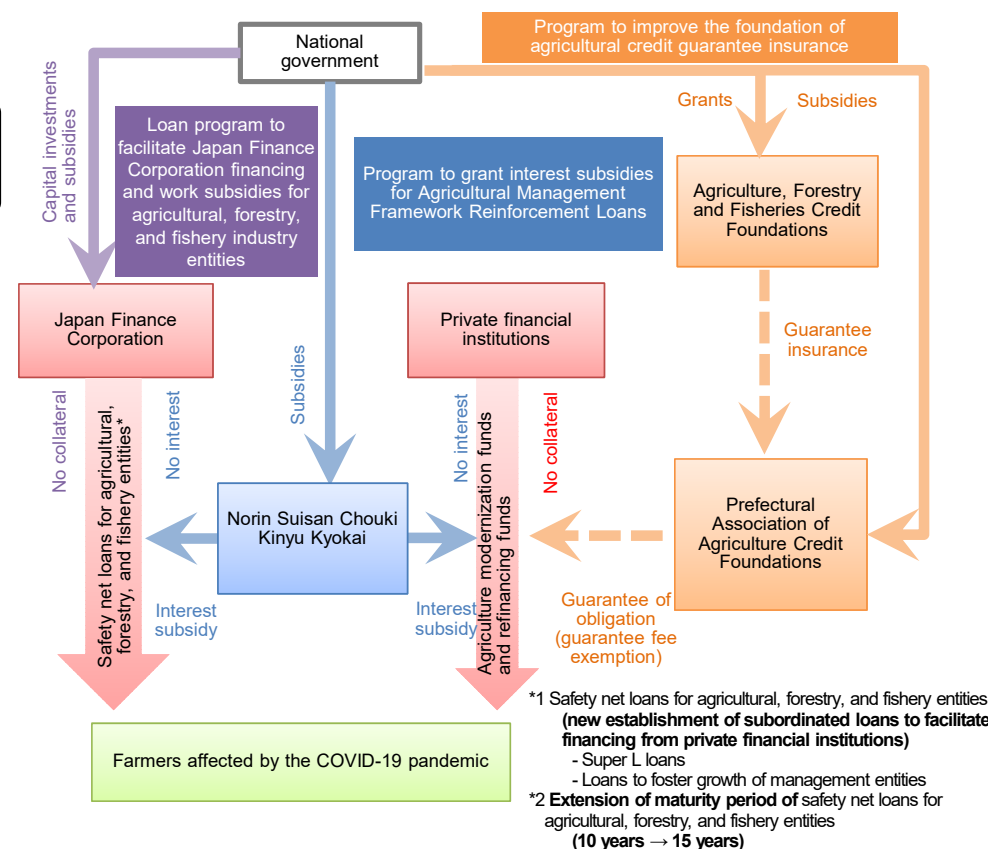 Program to improve the foundation of
agricultural credit guarantee insurance
National
government
Grants
Subsidies
Capital investments
and subsidies
Loan program to
facilitate Japan Finance
Corporation financing
and work subsidies for
agricultural, forestry,
and fishery industry
entities
Program to grant interest subsidies
for Agricultural Management
Framework Reinforcement Loans
Agriculture, Forestry
and Fisheries Credit
Foundations
Japan Finance
Corporation
Private financial
institutions
Guarantee
insurance
Subsidies
No collateral
Safety net loans for agricultural,
forestry, and fishery entities*
No interest
No interest
Agriculture modernization funds
and refinancing funds
No collateral
Norin Suisan Chouki
Kinyu Kyokai
Prefectural
Association of
Agriculture Credit
Foundations
Interest
subsidy
Interest
subsidy
Guarantee of
obligation
(guarantee fee
exemption)
Farmers affected by the COVID-19 pandemic
*1 Safety net loans for agricultural, forestry, and fishery entities
(new establishment of subordinated loans to facilitate
financing from private financial institutions)
- Super L loans
- Loans to foster growth of management entities
*2 Extension of maturity period of safety net loans for
agricultural, forestry, and fishery entities
(10 years → 15 years)